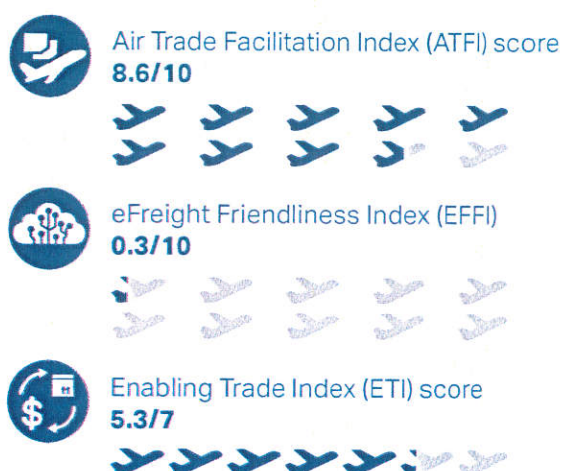 Air Trade Facilitation Index (ATFI) score
8.6/10
eFreight Friendliness Index (EFFI)
0.3/10
$
Enabling Trade Index (ETI) score
5.3/7